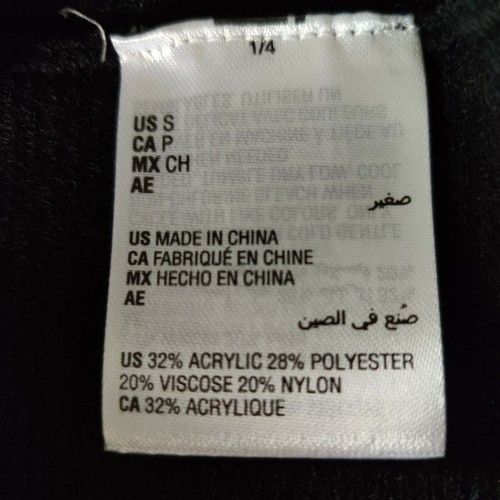 1/4
US S
CA P
MX CH
AE
صغير
US MADE IN CHINA
CA FABRIQUÉ EN CHINE
MX HECHO EN CHINA
AE
صُنع في الصين
US 32% ACRYLIC 28% POLYESTER
20% VISCOSE 20% NYLON
CA 32% ACRYLIQUE